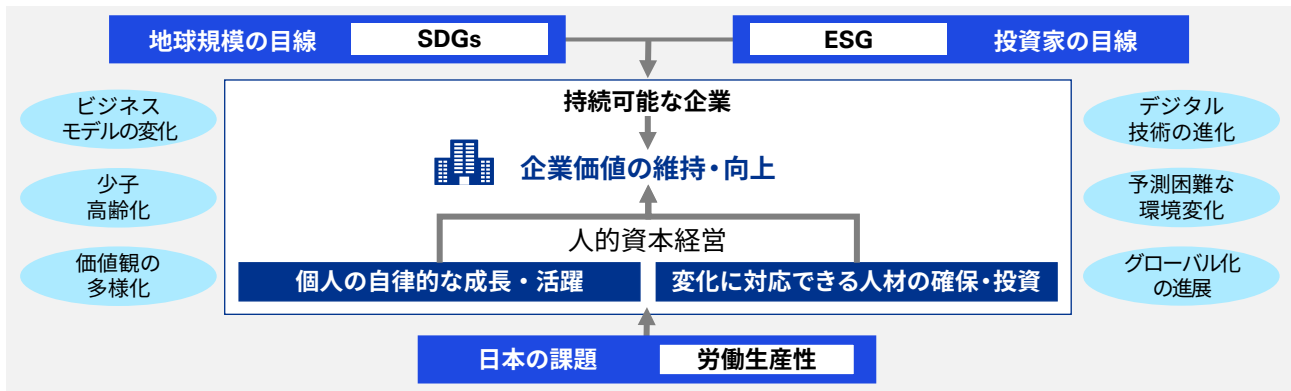 地球規模の目線 SDGs
ESG 投資家の目線
ビジネス
モデルの変化
少子
高齢化
価値観の
多様化
持続可能な企業
企業価値の維持・向上
人的資本経営
個人の自律的な成長・活躍
変化に対応できる人材の確保・投資
デジタル
技術の進化
予測困難な
環境変化
グローバル化
の進展
日本の課題 労働生産性